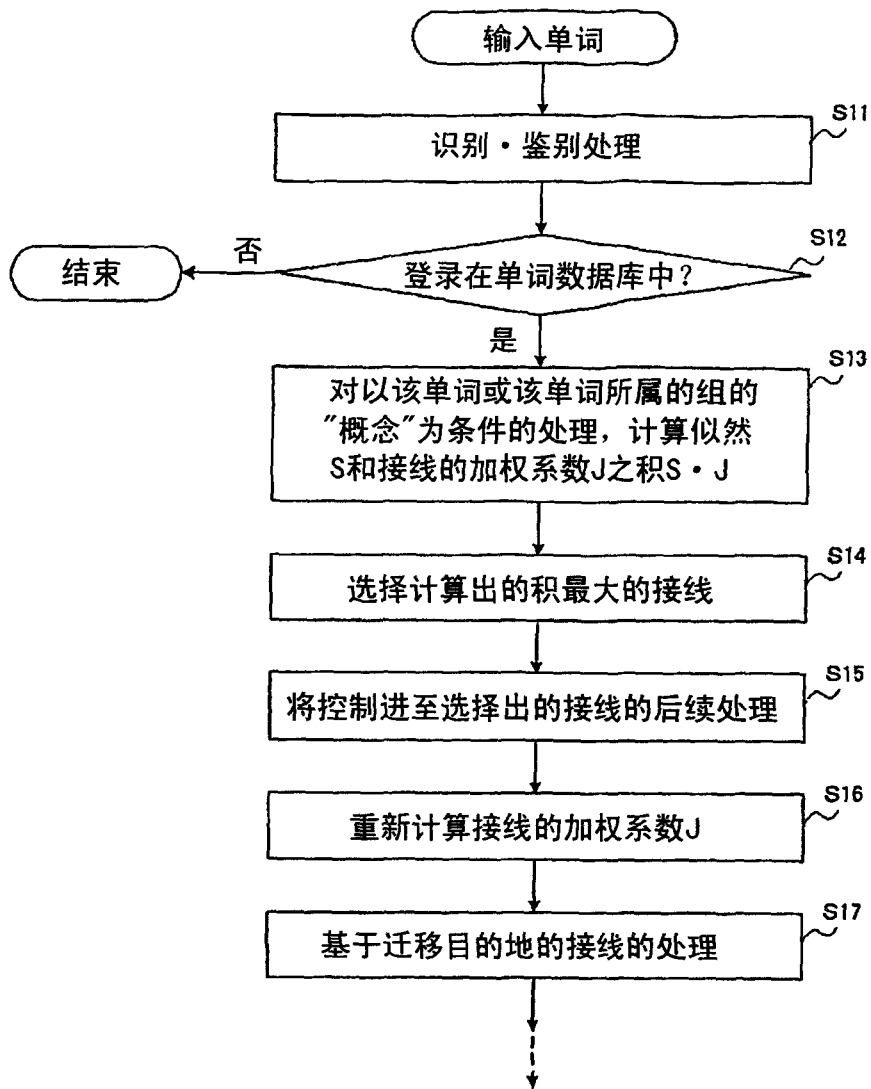 输入单词
S11
识别·鉴别处理
S12
否
结束
登录在单词数据库中?
是
S13
对以该单词或该单词所属的组的
"概念"为条件的处理，计算似然
S和接线的加权系数J之积S·J
S14
选择计算出的积最大的接线
S15
将控制进至选择出的接线的后续处理
S16
重新计算接线的加权系数J
S17
基于迁移目的地的接线的处理